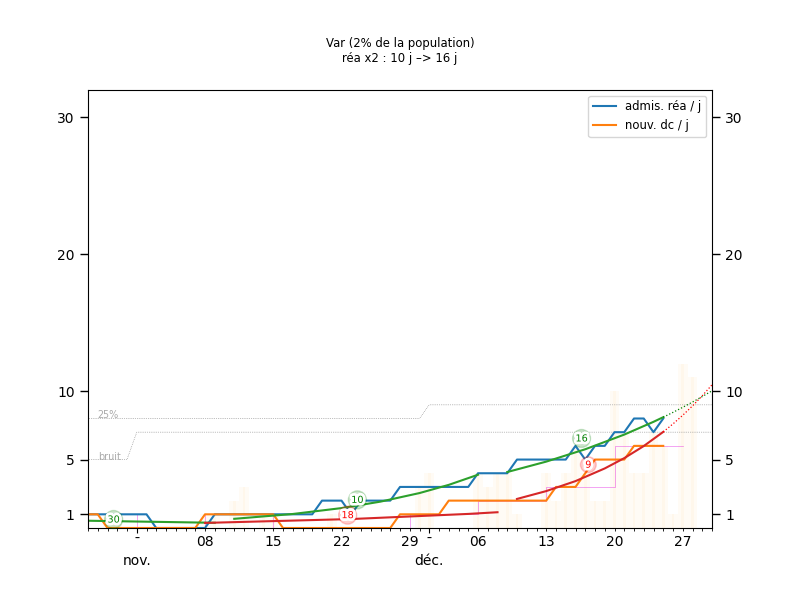 Var (2% de la population)
réa x2 : 10 j –> 16 j
admis. réa / j
nouv. dc / j
30
30
20
20
10
10
5
5
1
1
25%
bruit
30
10
18
16
9
- 08 15 22 29 - 06 13 20 27
nov. déc.